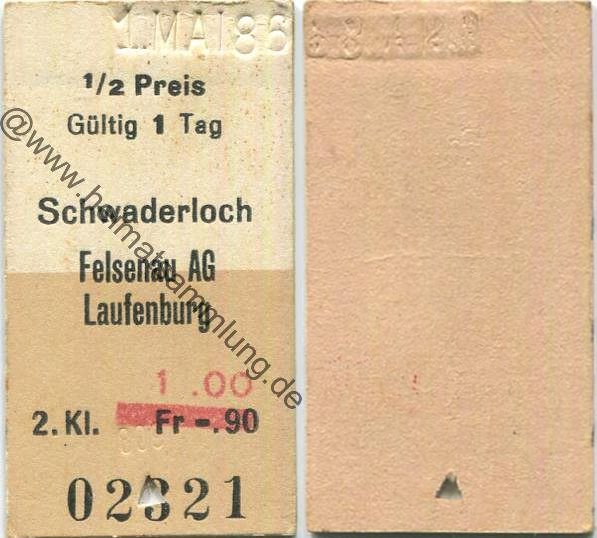 1. MAI 86
1/2 Preis
Gültig 1 Tag
Schwaderloch
Felsenau AG
Laufenburg
1.00
2. Kl. Fr -.90
02321
@www.heimatsammlung.de